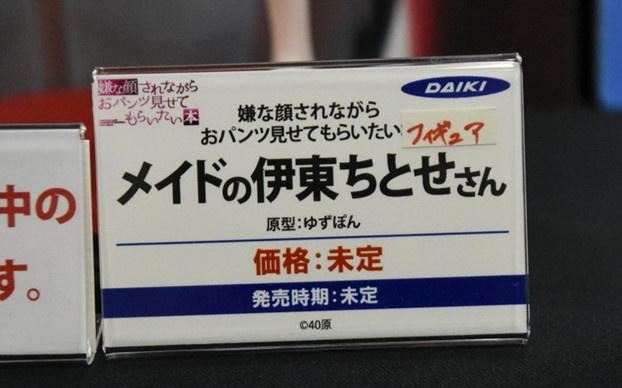 嫌な顔されながら
おパンツ見せて
もらいたい本
DAIKI
嫌な顔されながら
おパンツ見せてもらいたい フィギュア
メイドの伊東ちとせさん
原型:ゆずぽん
価格:未定
発売時期:未定
©40原
中の
す。